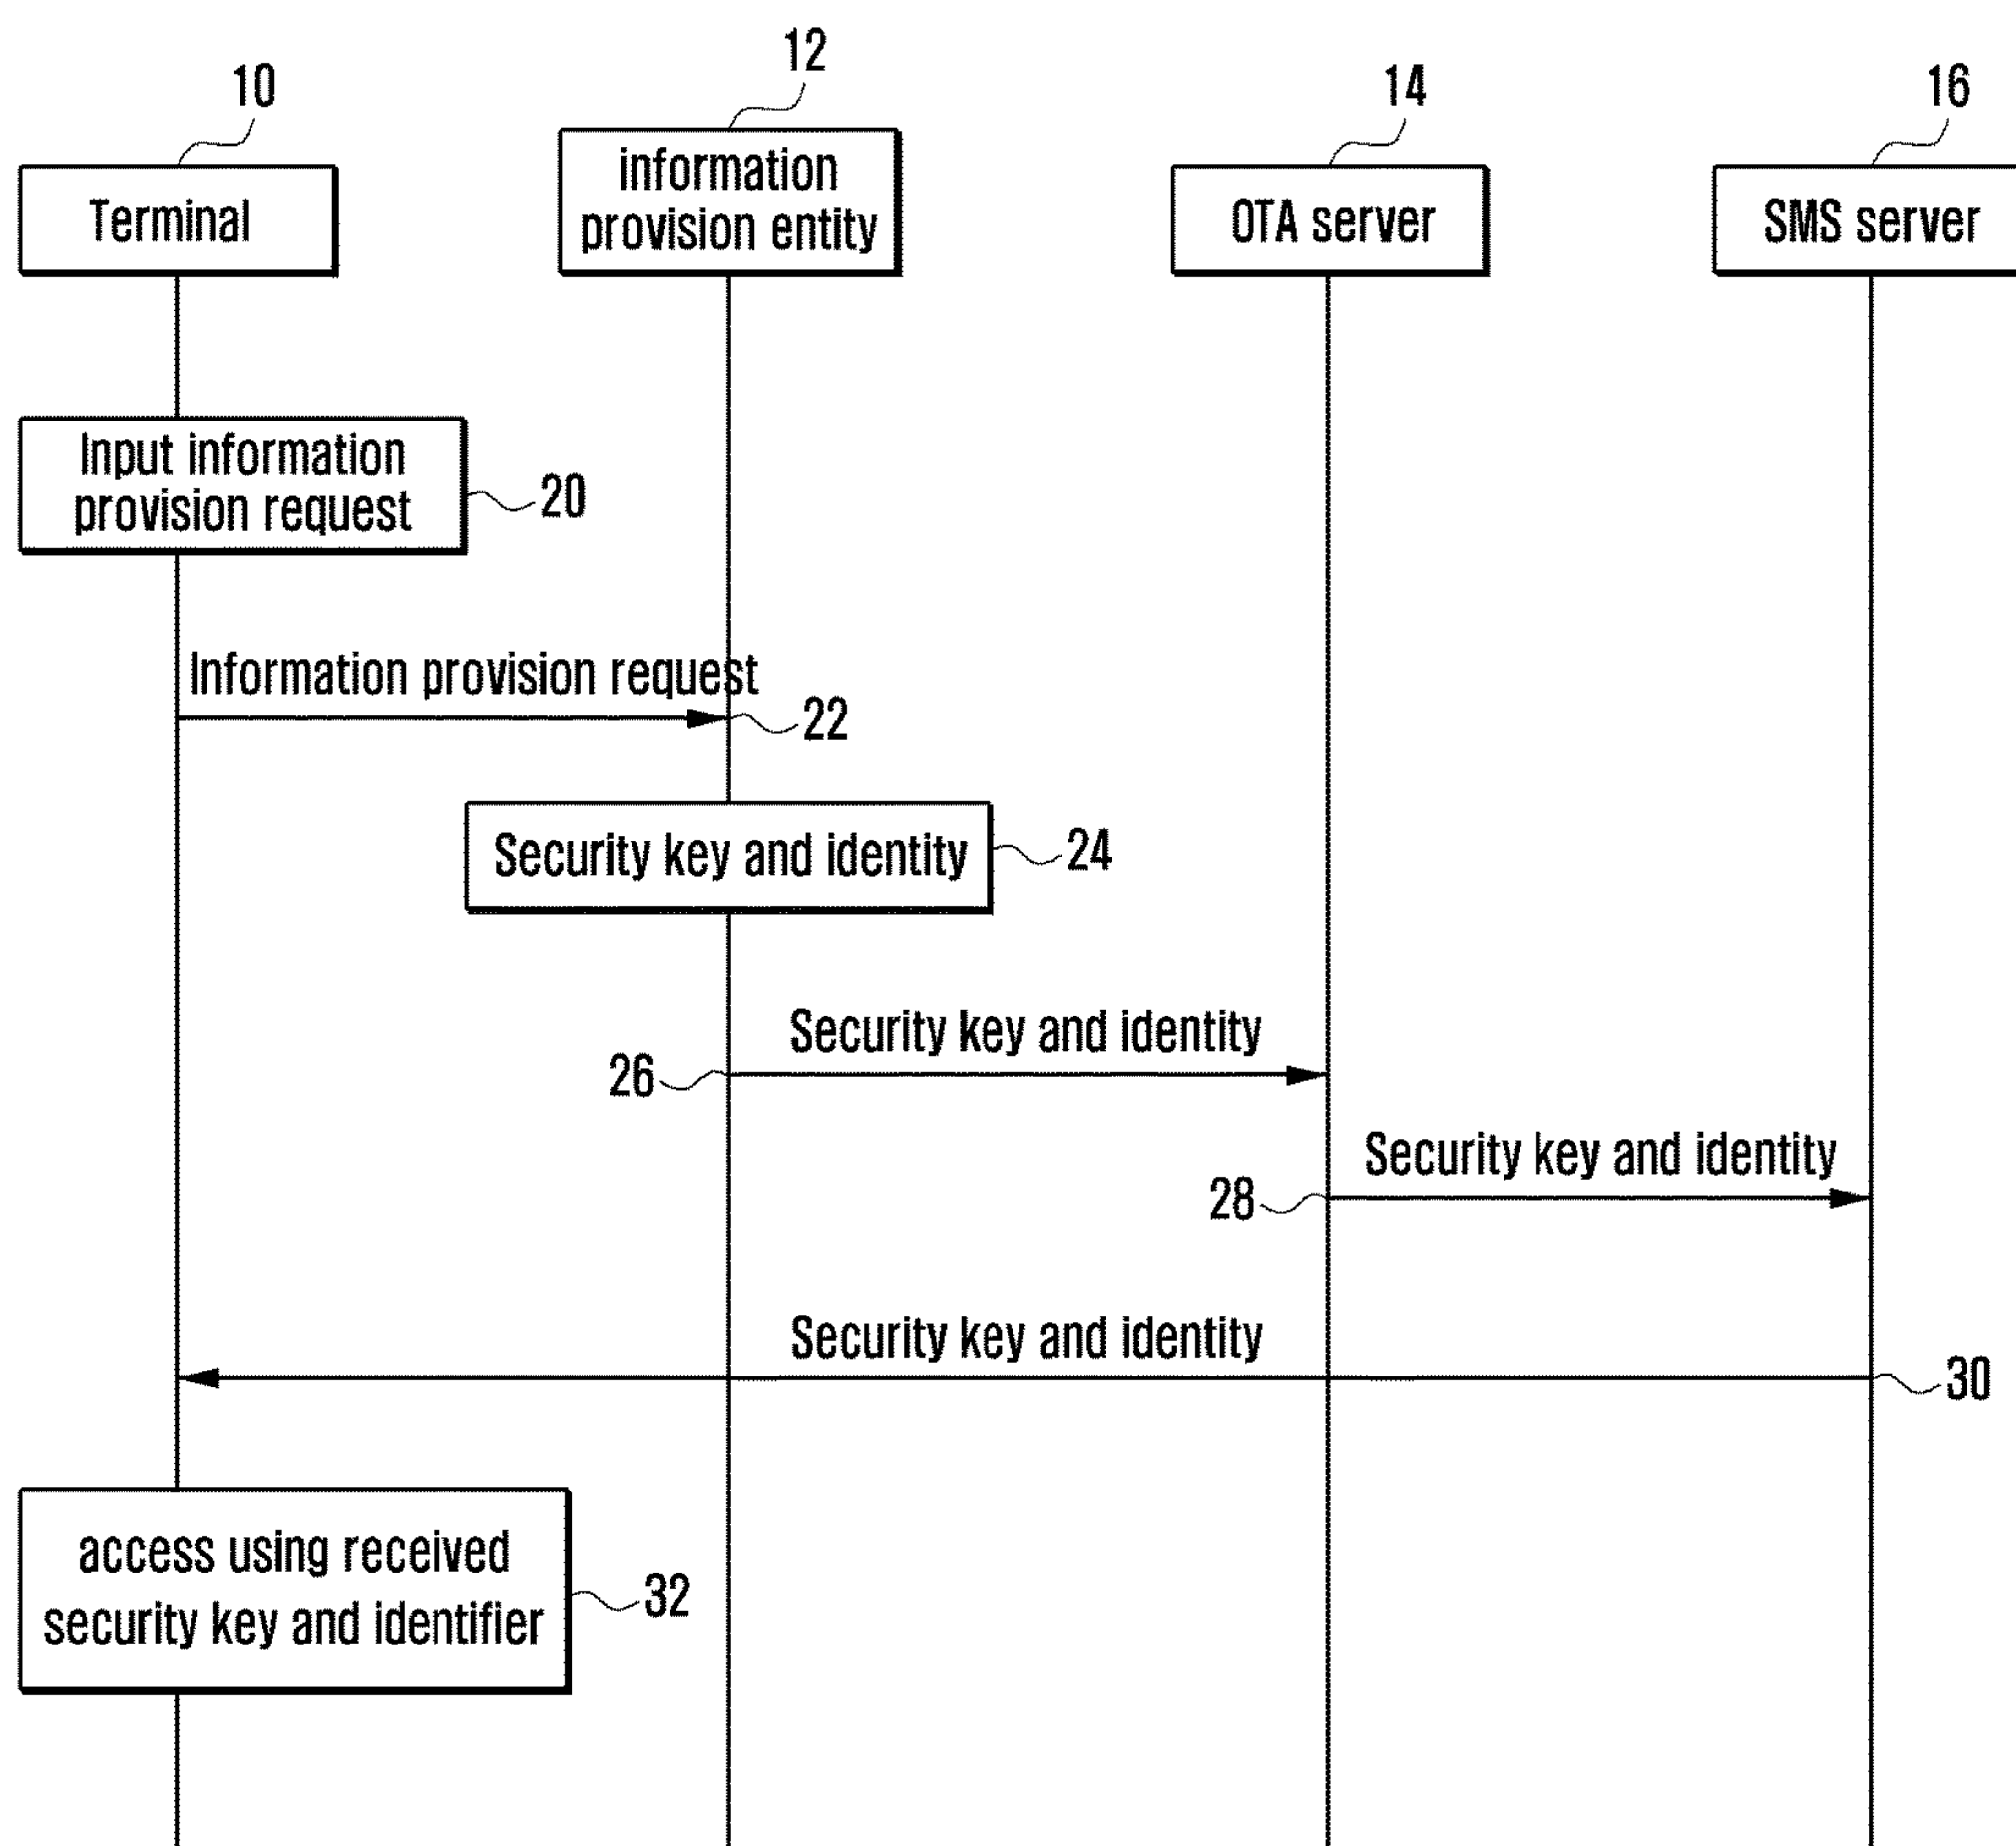 10
12
14
16
Terminal
information
provision entity
OTA server
SMS server
Input information
provision request
20
Information provision request
22
Security key and identity
24
Security key and identity
26
Security key and identity
28
Security key and identity
30
access using received
security key and identifier
32